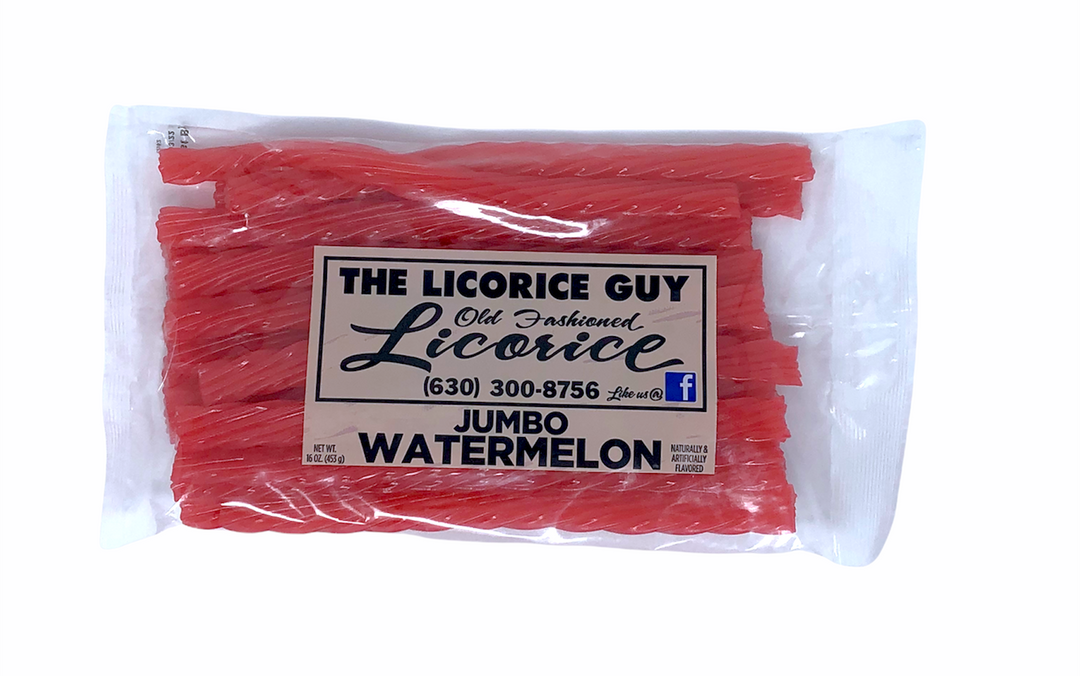 THE LICORICE GUY
Old Fashioned
Licorice
(630) 300-8756 Like us @ f
JUMBO
WATERMELON
NET WT.
16 OZ. (453 g)
NATURALLY &
ARTIFICIALLY
FLAVORED